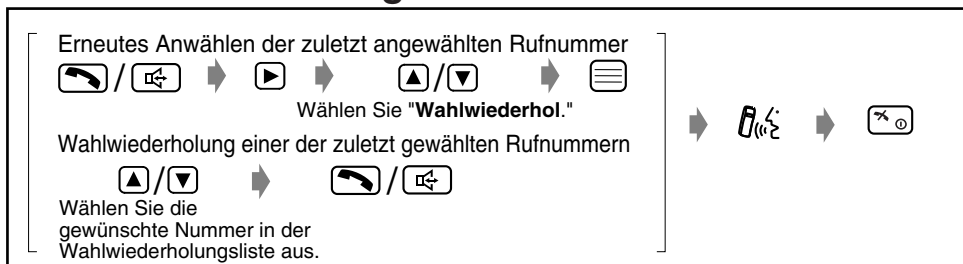 Erneutes Anwählen der zuletzt angewählten Rufnummer
/ /
Wählen Sie "Wahlwiederhol."
Wahlwiederholung einer der zuletzt gewählten Rufnummern
/ /
Wählen Sie die
gewünschte Nummer in der
Wahlwiederholungsliste aus.